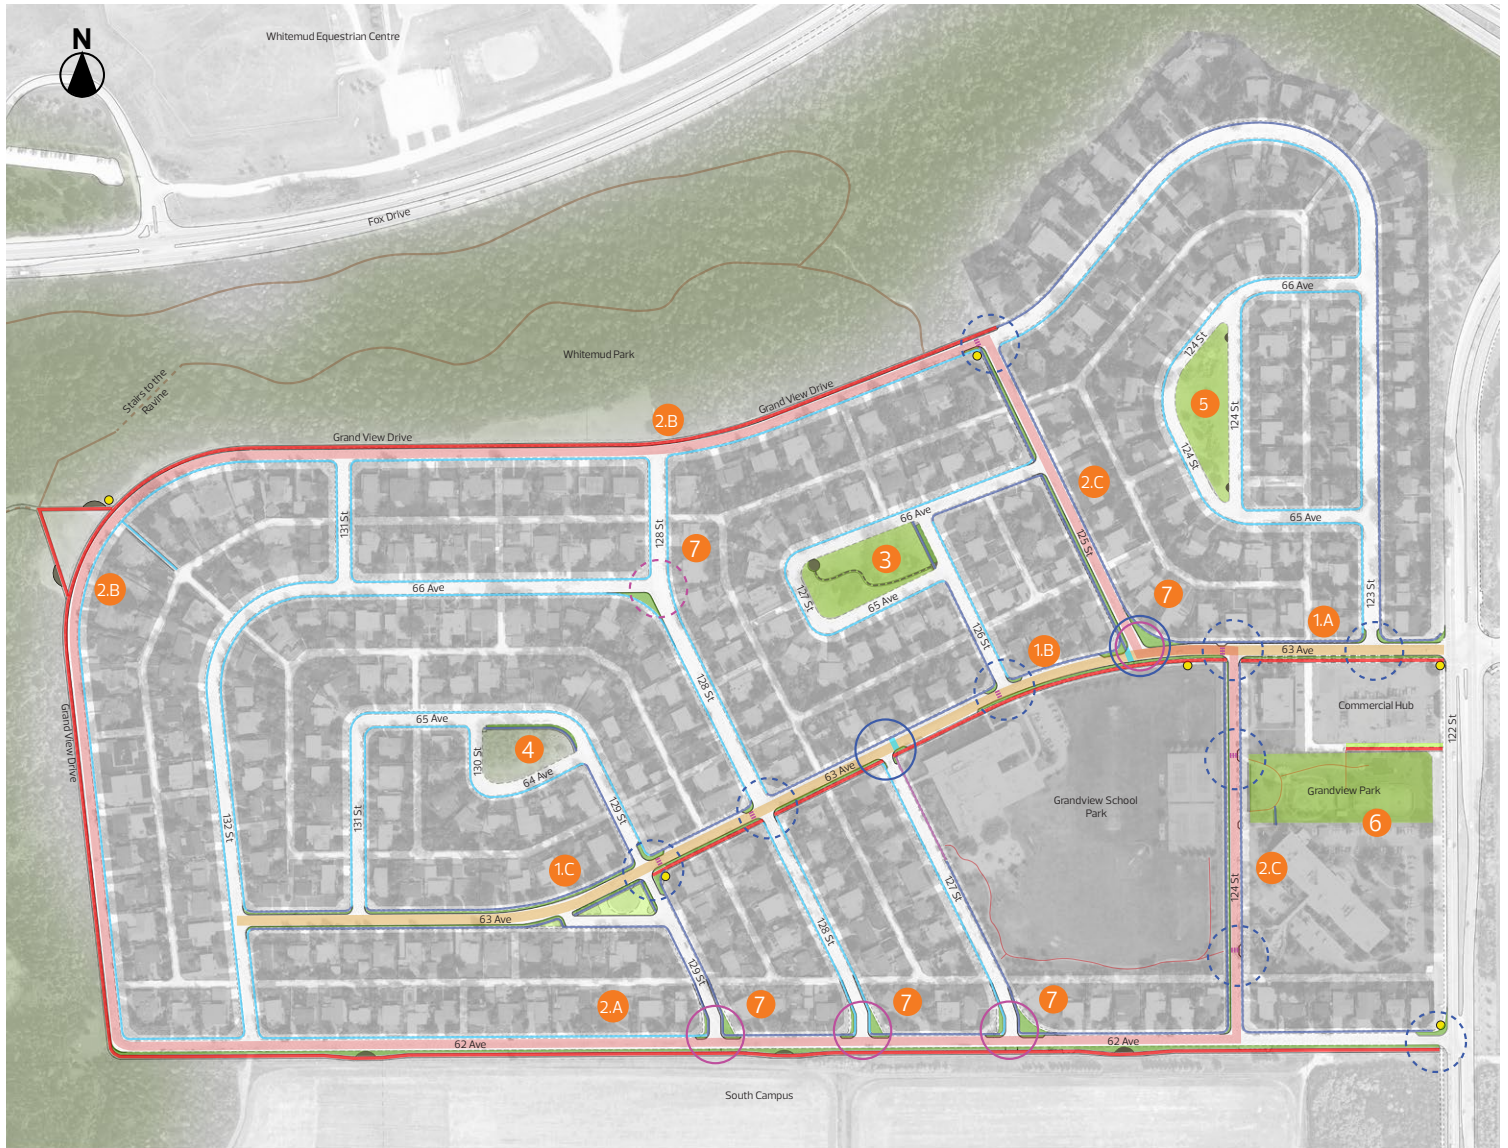 N
Whitemud Equestrian Centre
Fox Drive
Whitemud Park
Stairs to the
Ravine
Grand View Drive
2.B
Grand View Drive
66 Ave
124 St
5
124 St
124 St
65 Ave
2.C
125 St
131 St
128 St
7
66 Ave
3
127 St
65 Ave
2.B
66 Ave
7
123 St
1.A
126 St
1.B
63 Ave
128 St
Grand View Drive
65 Ave
130 St
4
64 Ave
129 St
131 St
132 St
63 Ave
Commercial Hub
122 St
Grandview School
Park
Grandview Park
6
1.C
2.C
124 St
127 St
63 Ave
128 St
129 St
2.A
7
7
7
62 Ave
62 Ave
South Campus